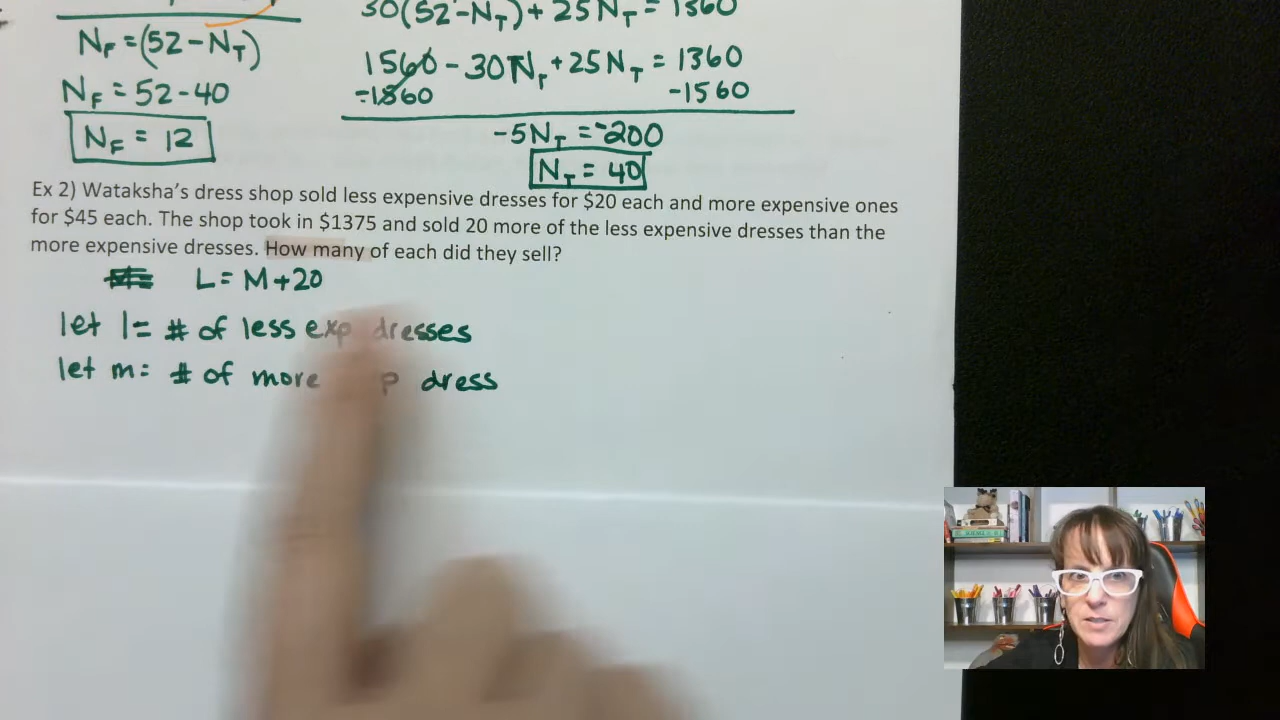 30(52-N_T)+25N_T=1360
N_F=(52-N_T)
1560-30N_T+25N_T=1360
-1560 -1560
N_F=52-40
-5N_T=-200
N_F=12
N_T=40
Ex 2) Wataksha's dress shop sold less expensive dresses for $20 each and more expensive ones
for $45 each. The shop took in $1375 and sold 20 more of the less expensive dresses than the
more expensive dresses. How many of each did they sell?
L=M+20
let l= # of less exp dresses
let m= # of more dress